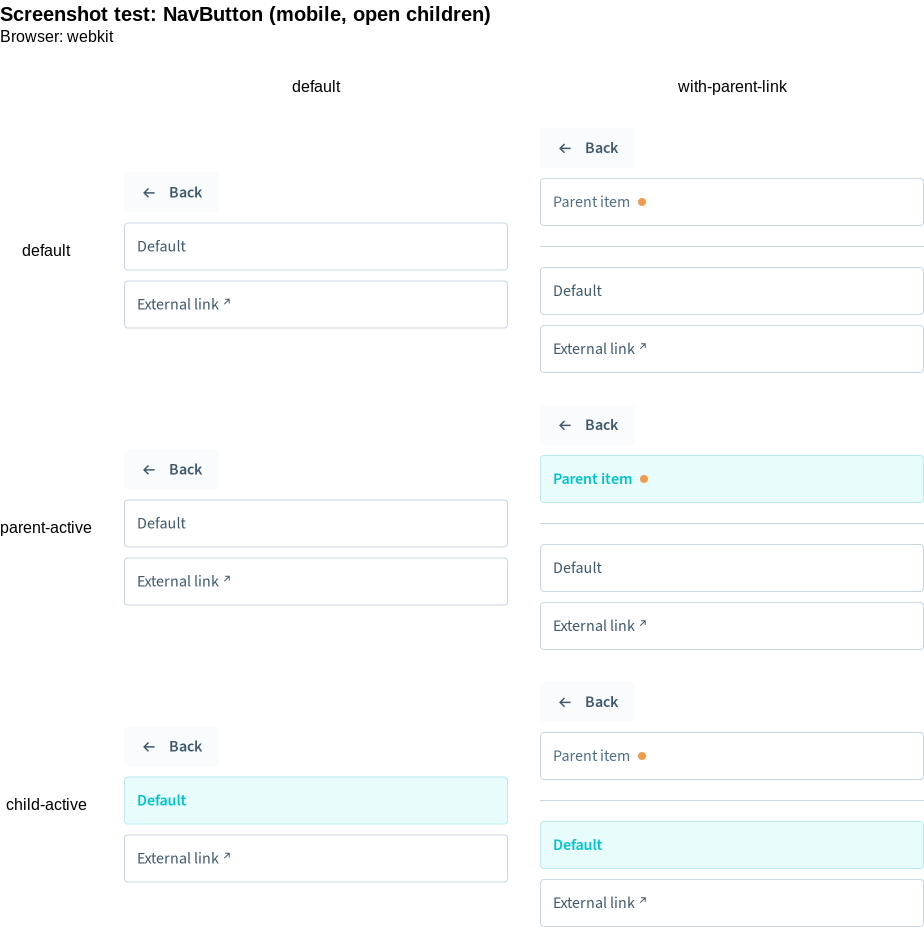 Screenshot test: NavButton (mobile, open children)
Browser: webkit
default
with-parent-link
default
← Back
Default
External link ↗
← Back
Parent item
Default
External link ↗
parent-active
← Back
Default
External link ↗
← Back
Parent item
Default
External link ↗
child-active
← Back
Default
External link ↗
← Back
Parent item
Default
External link ↗